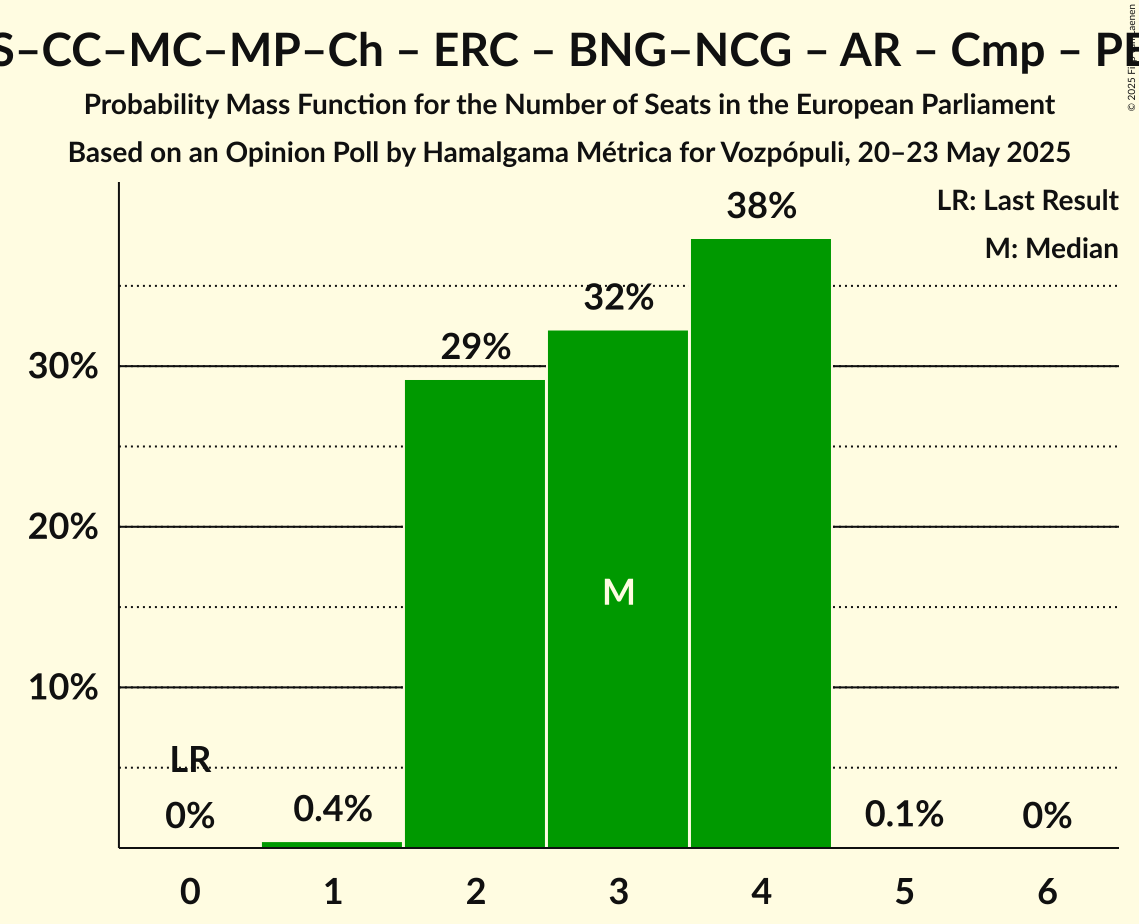 S–CC–MC–MP–Ch – ERC – BNG–NCG – AR – Cmp –
Probability Mass Function for the Number of Seats in the European Parliament
Based on an Opinion Poll by Hamalgama Métrica for Vozpópuli, 20–23 May 2025
© 2025
LR: Last Result
M: Median
38%
32%
29%
30%
20%
M
10%
LR
0%
0.4%
0.1%
0%
0 1 2 3 4 5 6